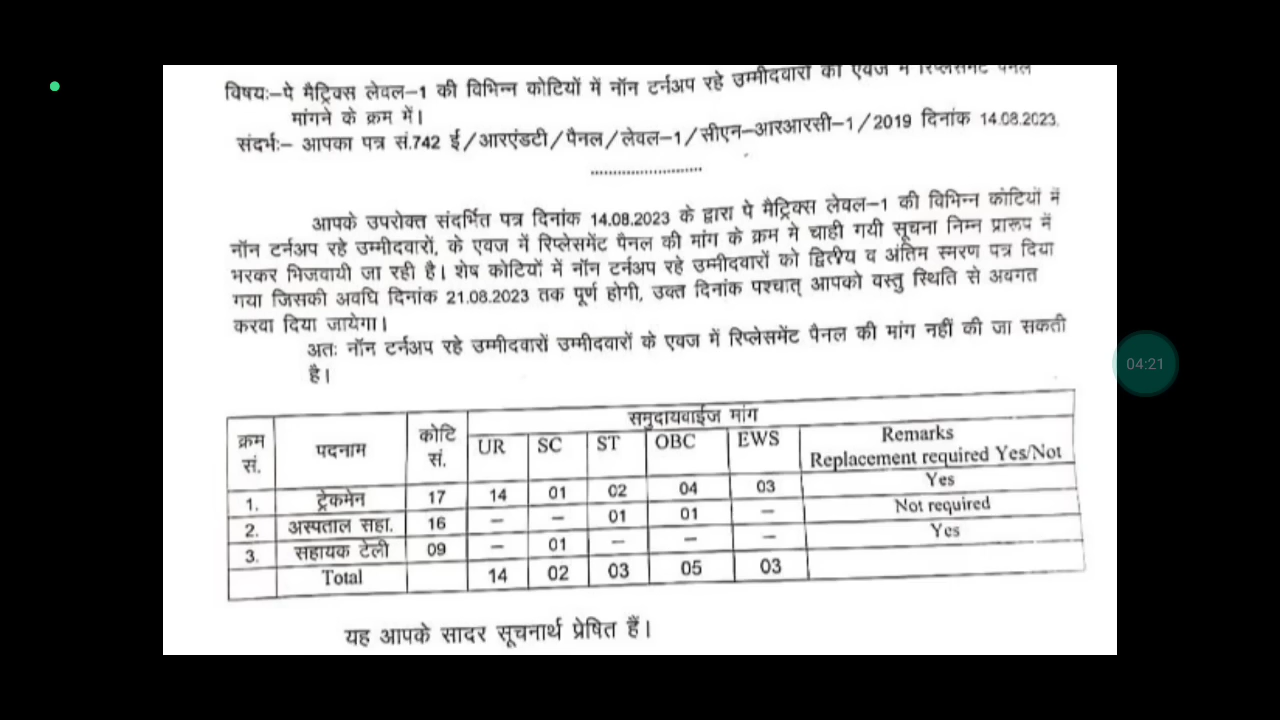 विषयः–पे मैट्रिक्स लेवल–1 की विभिन्न कोटियों में नॉन टर्नअप रहे उम्मीदवारों की एवज में रिप्लेसमेंट पैनल
मांगने के क्रम में।
संदर्भः– आपका पत्र सं.742 ई/आरएंडटी/पैनल/लेवल–1/सीएन–आरआरसी–1/2019 दिनांक 14.08.2023.
आपके उपरोक्त संदर्भित पत्र दिनांक 14.08.2023 के द्वारा पे मैट्रिक्स लेवल–1 की विभिन्न कोटियों में
नॉन टर्नअप रहे उम्मीदवारों, के एवज में रिप्लेसमेंट पैनल की मांग के क्रम मे चाही गयी सूचना निम्न प्रारूप में
भरकर भिजवायी जा रही है। शेष कोटियों में नॉन टर्नअप रहे उम्मीदवारों को द्वितीय व अंतिम स्मरण पत्र दिया
गया जिसकी अवधि दिनांक 21.08.2023 तक पूर्ण होगी, उक्त दिनांक पश्चात् आपको वस्तु स्थिति से अवगत
करवा दिया जायेगा।
अतः नॉन टर्नअप रहे उम्मीदवारों उम्मीदवारों के एवज में रिप्लेसमेंट पैनल की मांग नहीं की जा सकती
है।
क्रम सं. पदनाम कोटि सं. समुदायवाईज मांग
UR SC ST OBC EWS Remarks
Replacement required Yes/Not
1. ट्रेकमेन 17 14 01 02 04 03 Yes
2. अस्पताल सहा. 16 – – 01 01 – Not required
3. सहायक टेली 09 – 01 – – – Yes
Total 14 02 03 05 03
यह आपके सादर सूचनार्थ प्रेषित हैं।
04:21